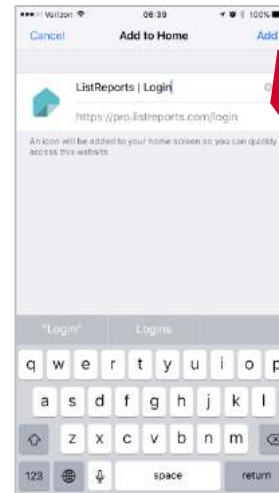 Verizon 06:39 100%
Cancel Add to Home Add
ListReports | Login
https://pro.listreports.com/login
An icon will be added to your home screen so you can quickly
access this website.
"Login" Logins
q w e r t y u i o p
a s d f g h j k l
z x c v b n m
123 space return